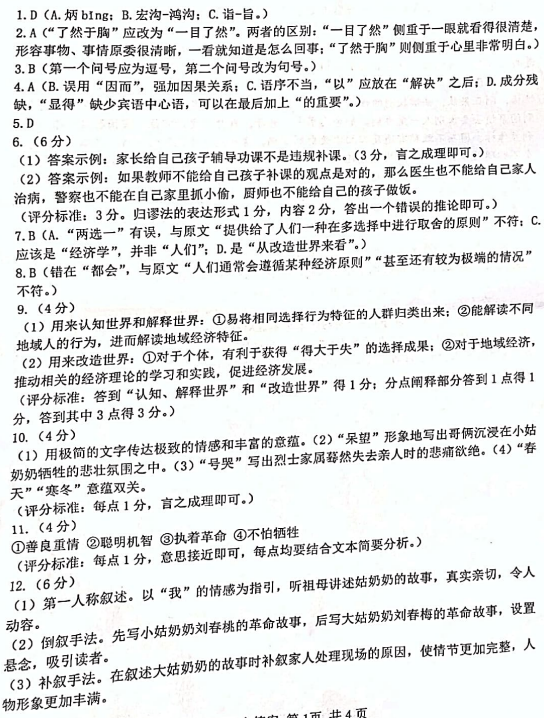 1. D（A. 炳 bǐng；B. 宏沟-鸿沟；C. 诣-旨。）
2. A（“了然于胸”应改为“一目了然”。两者的区别：“一目了然”侧重于一眼就看得很清楚，
形容事物、事情原委很清晰，一看就知道是怎么回事；“了然于胸”则侧重于心里非常明白。）
3. B（第一个问号应为逗号，第二个问号改为句号。）
4. A（B. 误用“因而”，强加因果关系；C. 语序不当，“以”应放在“解决”之后；D. 成分残
缺，“显得”缺少宾语中心语，可以在最后加上“的重要”。）
5. D
6. （6分）
（1）答案示例：家长给自己孩子辅导功课不是违规补课。（3分，言之成理即可。）
（2）答案示例：如果教师不能给自己孩子补课的观点是对的，那么医生也不能给自己家人
治病，警察也不能在自己家里抓小偷，厨师也不能给自己的孩子做饭。
（评分标准：3分。归谬法的表达形式1分，内容2分，答出一个错误的推论即可。）
7. B（A. “两选一”有误，与原文“提供给了人们一种在多选择中进行取舍的原则”不符；C.
应该是“经济学”，并非“人们”；D. 是“从改造世界来看”。）
8. B（错在“都会”，与原文“人们通常会遵循某种经济原则”“甚至还有较为极端的情况”
不符。）
9. （4分）
（1）用来认知世界和解释世界：①易将相同选择行为特征的人群归类出来；②能解读不同
地域人的行为，进而解读地域经济特征。
（2）用来改造世界：①对于个体，有利于获得“得大于失”的选择成果；②对于地域经济，
推动相关的经济理论的学习和实践，促进经济发展。
（评分标准：答到“认知、解释世界”和“改造世界”得1分；分点阐释部分答到1点得1
分，答到其中3点得3分。）
10. （4分）
（1）用极简的文字传达极致的情感和丰富的意蕴。（2）“呆望”形象地写出哥俩沉浸在小姑
奶奶牺牲的悲壮氛围之中。（3）“号哭”写出烈士家属蓦然失去亲人时的悲痛欲绝。（4）“春
天”“寒冬”意蕴双关。
（评分标准：每点1分，言之成理即可。）
11. （4分）
①善良重情 ②聪明机智 ③执着革命 ④不怕牺牲
（评分标准：每点1分，意思接近即可，每点均要结合文本简要分析。）
12. （6分）
（1）第一人称叙述。以“我”的情感为指引，听祖母讲述姑奶奶的故事，真实亲切，令人
动容。
（2）倒叙手法。先写小姑奶奶刘春桃的革命故事，后写大姑奶奶刘春梅的革命故事，设置
悬念，吸引读者。
（3）补叙手法。在叙述大姑奶奶的故事时补叙家人处理现场的原因，使情节更加完整，人
物形象更加丰满。
第1页 共4页